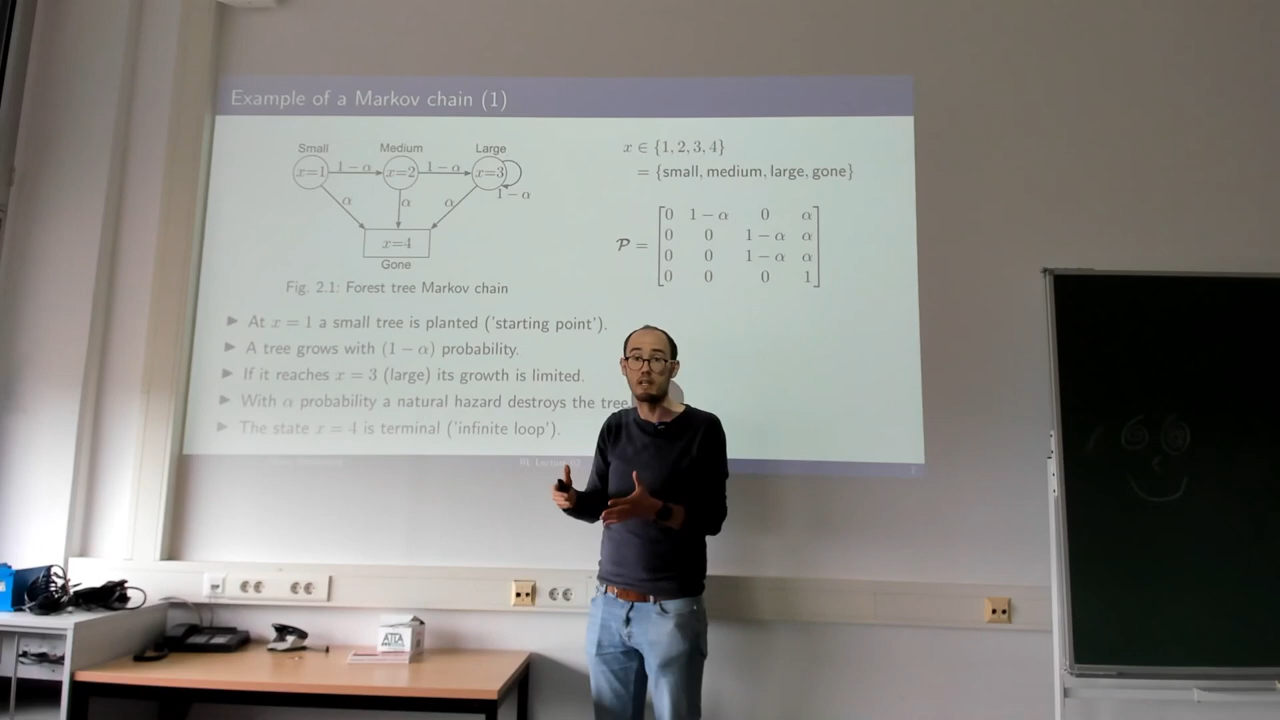 Example of a Markov chain (1)
Small Medium Large
x=1 1 − α x=2 1 − α x=3
1 − α
α α α
x=4
Gone
Fig. 2.1: Forest tree Markov chain
x ∈ {1, 2, 3, 4}
= {small, medium, large, gone}
𝒫 = [0 1 − α 0 α
0 0 1 − α α
0 0 1 − α α
0 0 0 1]
► At x = 1 a small tree is planted ('starting point').
► A tree grows with (1 − α) probability.
► If it reaches x = 3 (large) its growth is limited.
► With α probability a natural hazard destroys the tree
► The state x = 4 is terminal ('infinite loop').
RL Lecture
ATLA